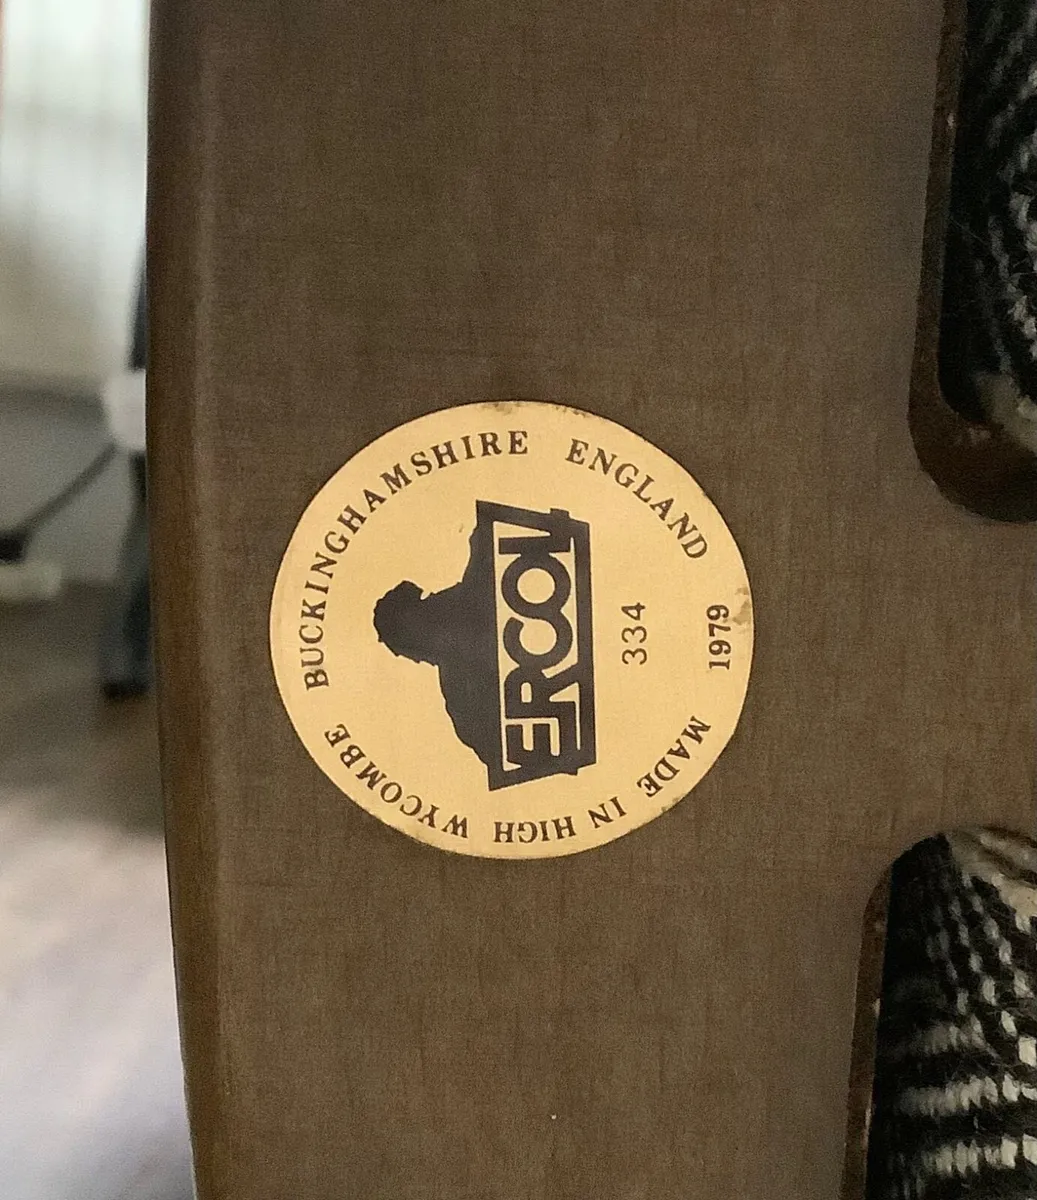 MADE IN HIGH WYCOMBE BUCKINGHAMSHIRE ENGLAND
ERCOL
334
1979